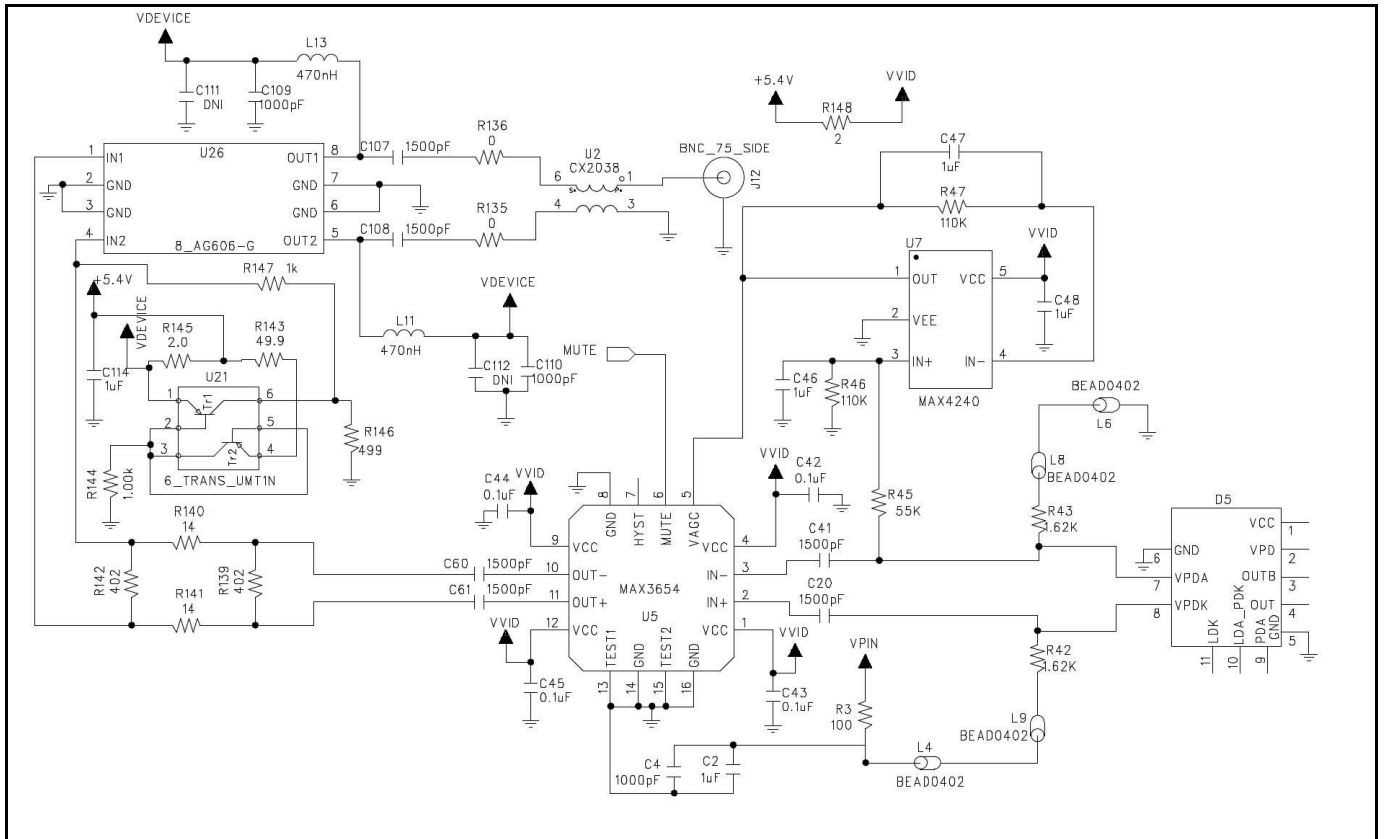 VDEVICE
L13
470nH
C111
DNI
C109
1000pF
+5.4V
VVID
R148
2
C107
1500pF
R136
0
U2
CX2038
6
1
4
3
BNC_75_SIDE
J12
C47
1uF
R47
110K
1
IN1
U26
OUT1
8
2
GND
GND
7
3
GND
GND
6
4
IN2
OUT2
5
8_AG606-G
C108
1500pF
R135
0
R147
1k
+5.4V
VDEVICE
R145
2.0
R143
49.9
C114
1uF
U21
1
Tr1
6
2
5
3
Tr2
4
6_TRANS_UMT1N
R144
1.00k
R146
499
L11
470nH
VDEVICE
C112
DNI
C110
1000pF
MUTE
U7
1
OUT
VCC
5
2
VEE
3
IN+
IN-
4
MAX4240
VVID
C48
1uF
C46
1uF
R46
110K
BEAD0402
L6
L8
BEAD0402
R45
55K
R43
1.62K
R140
14
R142
402
R139
402
R141
14
C60
1500pF
C61
1500pF
C44
0.1uF
VVID
VVID
C42
0.1uF
8
7
6
5
GND
HYST
MUTE
VAGC
9
VCC
VCC
4
10
OUT-
IN-
3
11
OUT+
IN+
2
12
VCC
VCC
1
MAX3654
U5
TEST1
GND
TEST2
GND
13
14
15
16
C41
1500pF
C20
1500pF
VVID
C45
0.1uF
VVID
C43
0.1uF
D5
VCC
1
6
GND
VPD
2
7
VPDA
OUTB
3
8
VPDK
OUT
4
GND
5
LDK
LDA_PDK
PDA
11
10
9
R42
1.62K
VPIN
R3
100
L9
BEAD0402
L4
BEAD0402
C4
1000pF
C2
1uF